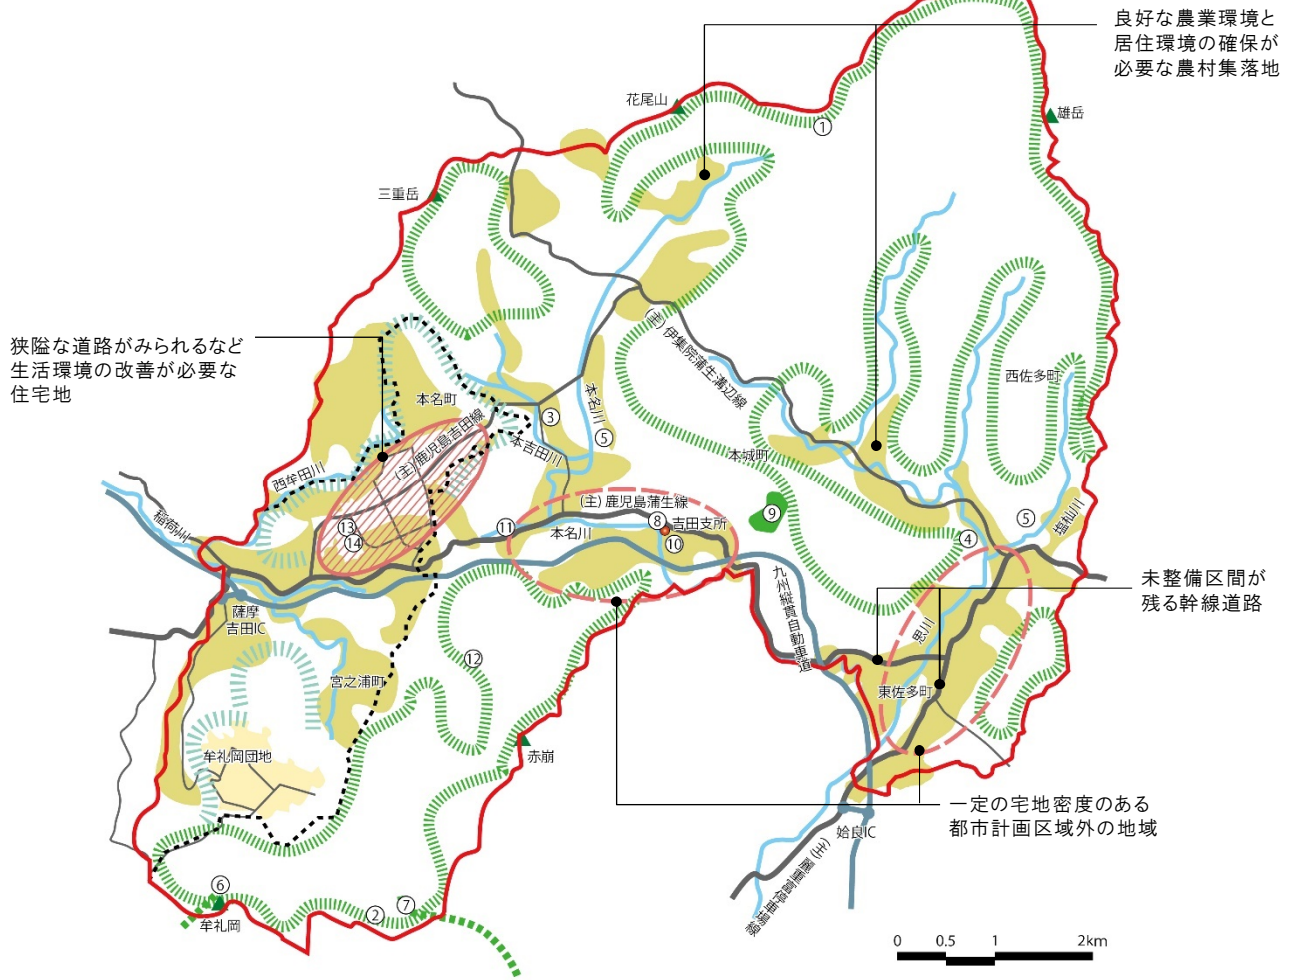 良好な農業環境と
居住環境の確保が
必要な農村集落地
花尾山
①
雄岳
三重岳
(主)伊集院蒲生溝辺線
西佐多町
狭隘な道路がみられるなど
生活環境の改善が必要な
住宅地
本名町
(主)鹿児島吉田線
③
本名川
⑤
本吉田川
本城町
西牟田川
稲荷川
(主)鹿児島蒲生線
⑬
⑭
⑪
本名川
⑧
吉田支所
⑩
⑨
⑤
④
九州縦貫自動車道
未整備区間が
残る幹線道路
薩摩
吉田IC
思川
⑫
宮之浦町
東佐多町
牟礼岡団地
赤崩
一定の宅地密度のある
都市計画区域外の地域
姶良IC
(主)麓重富停車場線
⑥
牟礼岡
②
⑦
0 0.5 1 2km